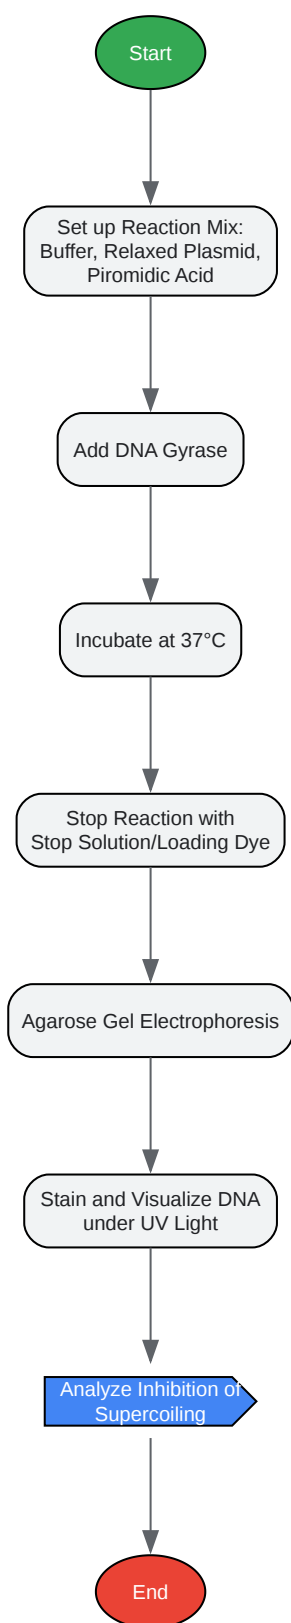 Start
Set up Reaction Mix:
Buffer, Relaxed Plasmid,
Piromidic Acid
Add DNA Gyrase
Incubate at 37°C
Stop Reaction with
Stop Solution/Loading Dye
Agarose Gel Electrophoresis
Stain and Visualize DNA
under UV Light
Analyze Inhibition of
Supercoiling
End